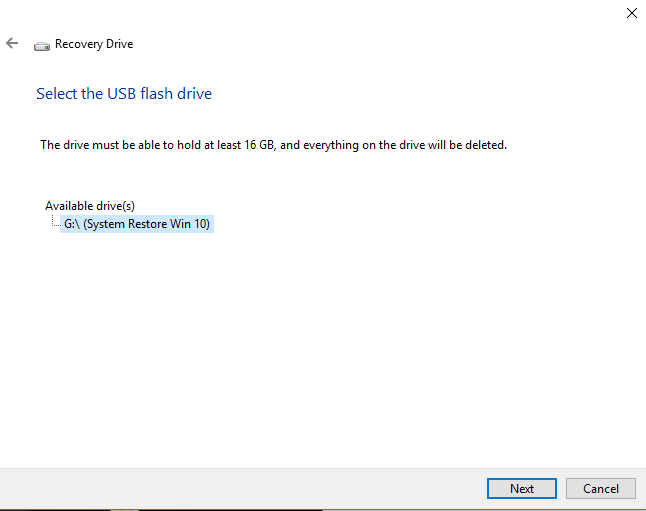 Recovery Drive
Select the USB flash drive
The drive must be able to hold at least 16 GB, and everything on the drive will be deleted.
Available drive(s)
G:\ (System Restore Win 10)
Next
Cancel